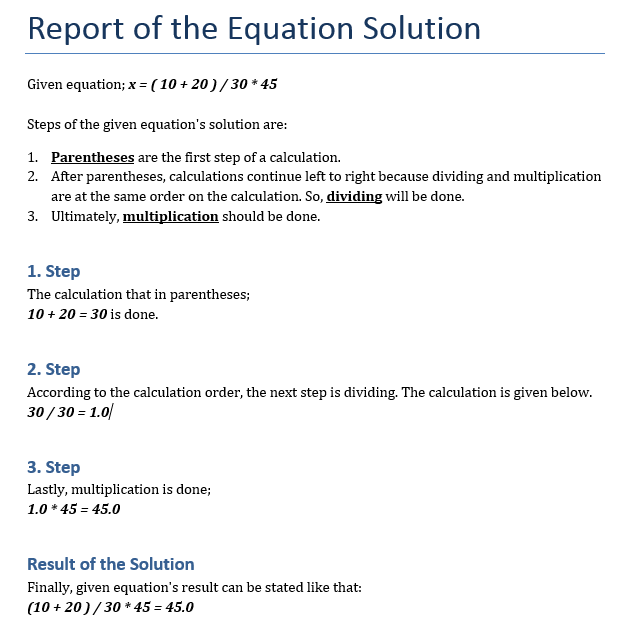 Report of the Equation Solution
Given equation; x = ( 10 + 20 ) / 30 * 45
Steps of the given equation's solution are:
1. Parentheses are the first step of a calculation.
2. After parentheses, calculations continue left to right because dividing and multiplication
are at the same order on the calculation. So, dividing will be done.
3. Ultimately, multiplication should be done.
1. Step
The calculation that in parentheses;
10 + 20 = 30 is done.
2. Step
According to the calculation order, the next step is dividing. The calculation is given below.
30 / 30 = 1.0
3. Step
Lastly, multiplication is done;
1.0 * 45 = 45.0
Result of the Solution
Finally, given equation's result can be stated like that:
(10 + 20 ) / 30 * 45 = 45.0